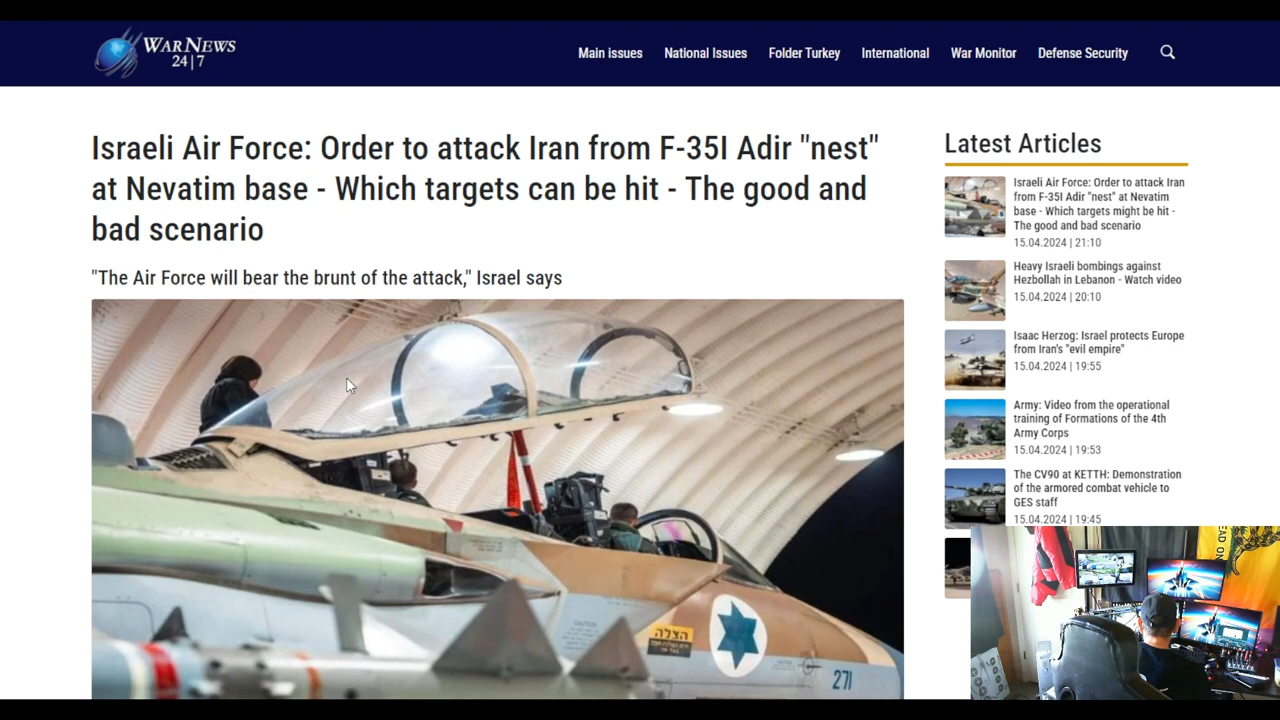 WARNEWS
24|7
Main issues
National Issues
Folder Turkey
International
War Monitor
Defense Security
Israeli Air Force: Order to attack Iran from F-35I Adir "nest"
at Nevatim base - Which targets can be hit - The good and
bad scenario
"The Air Force will bear the brunt of the attack," Israel says
CAUTION
הצלה
271
Latest Articles
Israeli Air Force: Order to attack Iran
from F-35I Adir "nest" at Nevatim
base - Which targets might be hit -
The good and bad scenario
15.04.2024 | 21:10
Heavy Israeli bombings against
Hezbollah in Lebanon - Watch video
15.04.2024 | 20:10
Isaac Herzog: Israel protects Europe
from Iran's "evil empire"
15.04.2024 | 19:55
Army: Video from the operational
training of Formations of the 4th
Army Corps
15.04.2024 | 19:53
The CV90 at KETTH: Demonstration
of the armored combat vehicle to
GES staff
15.04.2024 | 19:45